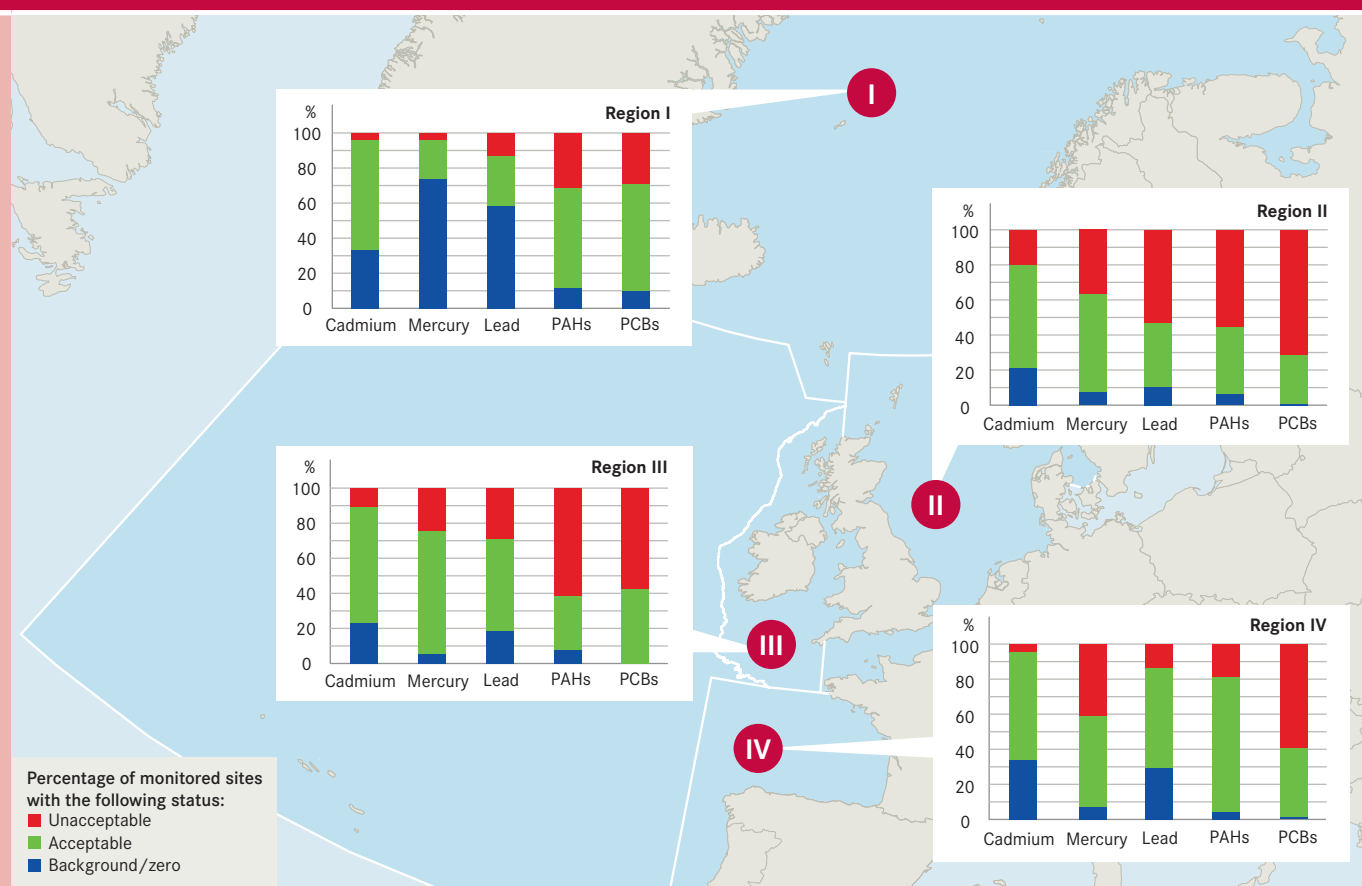 %
Region I
100
80
60
40
20
0
Cadmium Mercury Lead PAHs PCBs
I
%
Region II
100
80
60
40
20
0
Cadmium Mercury Lead PAHs PCBs
II
%
Region III
100
80
60
40
20
0
Cadmium Mercury Lead PAHs PCBs
III
%
Region IV
100
80
60
40
20
0
Cadmium Mercury Lead PAHs PCBs
IV
Percentage of monitored sites
with the following status:
Unacceptable
Acceptable
Background/zero